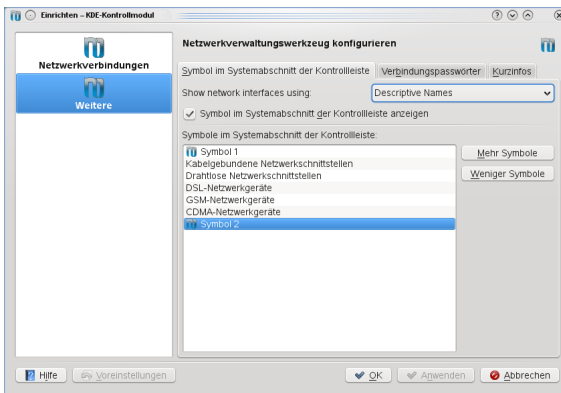 Einrichten – KDE-Kontrollmodul
Netzwerkverbindungen
Weitere
Netzwerkverwaltungswerkzeug konfigurieren
Symbol im Systemabschnitt der Kontrollleiste
Verbindungspasswörter
Kurzinfos
Show network interfaces using:
Descriptive Names
Symbol im Systemabschnitt der Kontrollleiste anzeigen
Symbole im Systemabschnitt der Kontrollleiste:
Symbol 1
Kabelgebundene Netzwerkschnittstellen
Drahtlose Netzwerkschnittstellen
DSL-Netzwerkgeräte
GSM-Netzwerkgeräte
CDMA-Netzwerkgeräte
Symbol 2
Mehr Symbole
Weniger Symbole
Hilfe
Voreinstellungen
OK
Anwenden
Abbrechen